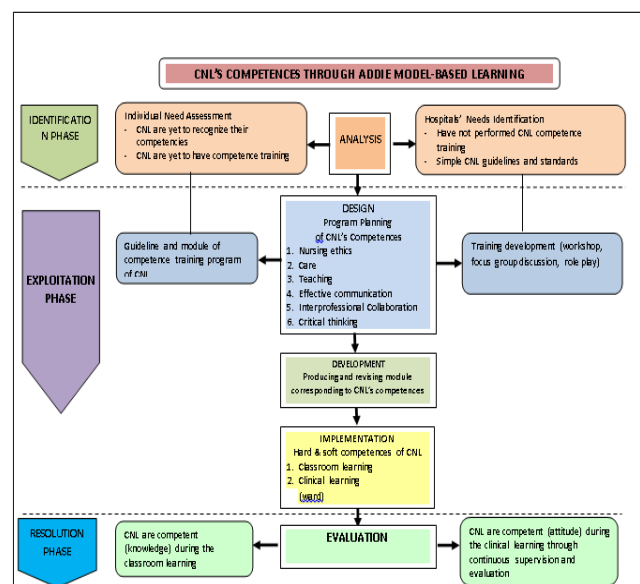 CNL'S COMPETENCES THROUGH ADDIE MODEL-BASED LEARNING
IDENTIFICATIO
N PHASE
Individual Need Assessment
- CNL are yet to recognize their
competencies
- CNL are yet to have competence training
ANALYSIS
Hospitals' Needs Identification
- Have not performed CNL competence
training
- Simple CNL guidelines and standards
EXPLOITATION
PHASE
Guideline and module of
competence training program
of CNL
DESIGN
Program Planning
of CNL's Competences
1. Nursing ethics
2. Care
3. Teaching
4. Effective communication
5. Interprofessional Collaboration
6. Critical thinking
Training development (workshop,
focus group discussion, role play)
DEVELOPMENT
Producing and revising module
corresponding to CNL's competences
IMPLEMENTATION
Hard & soft competences of CNL
1. Classroom learning
2. Clinical learning
(ward)
RESOLUTION
PHASE
CNL are competent
(knowledge) during the
classroom learning
EVALUATION
CNL are competent (attitude) during
the clinical learning through
continuous supervision and
evaluation